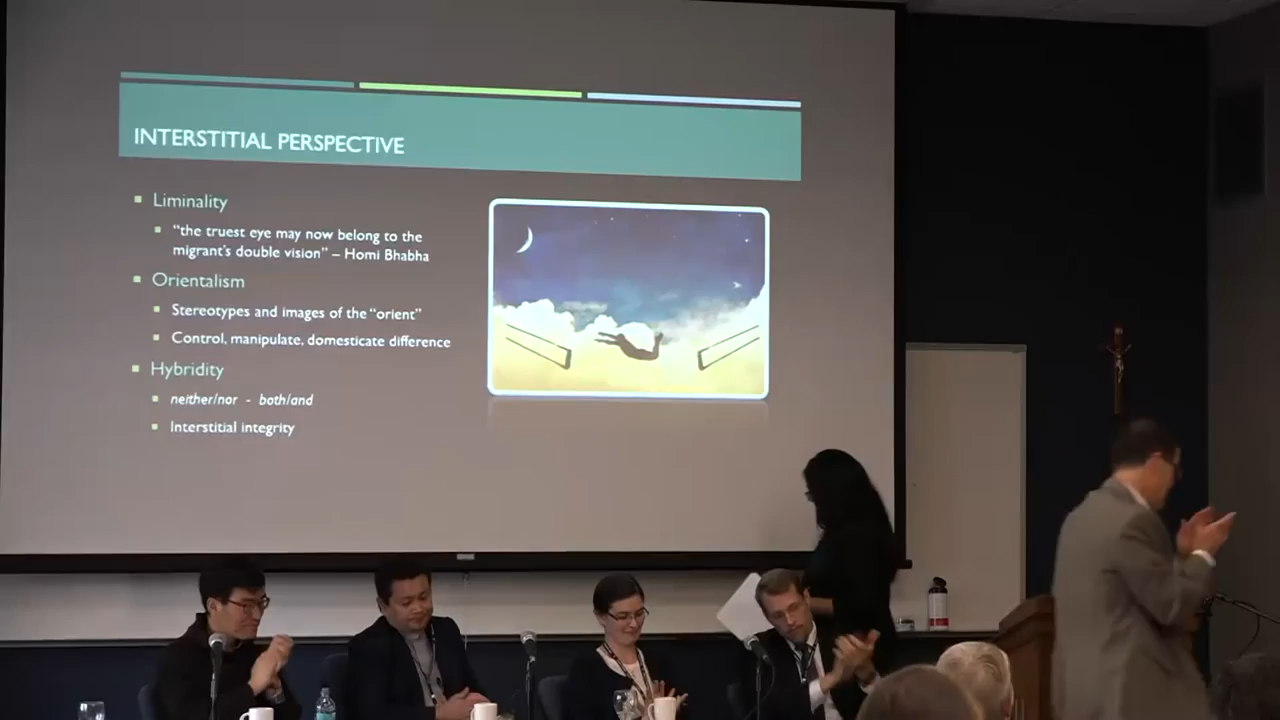 INTERSTITIAL PERSPECTIVE
Liminality
"the truest eye may now belong to the
migrant's double vision" – Homi Bhabha
Orientalism
Stereotypes and images of the "orient"
Control, manipulate, domesticate difference
Hybridity
neither/nor - both/and
Interstitial integrity